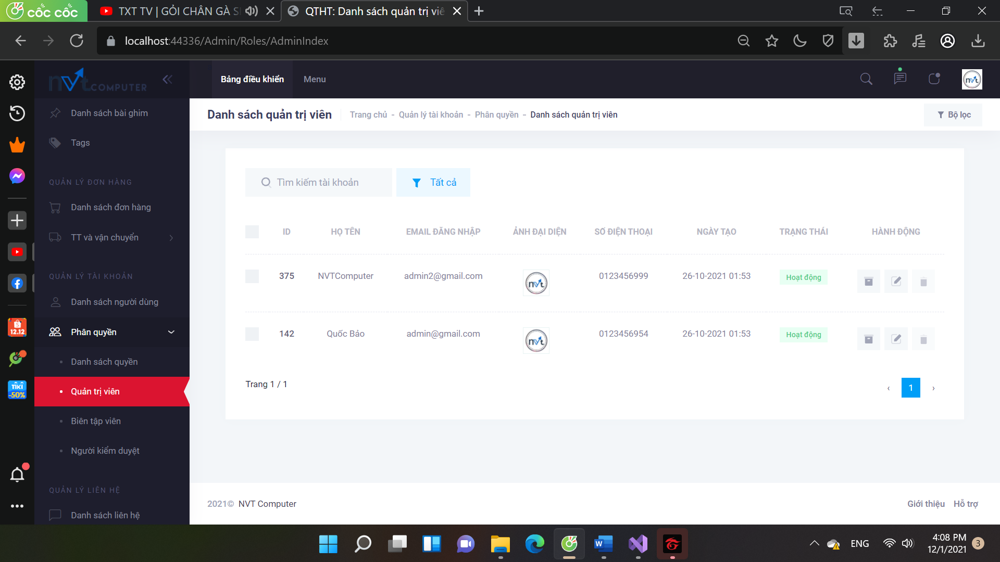 cốc cốc
TXT TV | GỎI CHÂN GÀ S
QTHT: Danh sách quản trị viê
localhost:44336/Admin/Roles/AdminIndex
nvt COMPUTER
Bảng điều khiển
Menu
nvt
Danh sách bài ghim
Tags
QUẢN LÝ ĐƠN HÀNG
Danh sách đơn hàng
TT và vận chuyển
QUẢN LÝ TÀI KHOẢN
Danh sách người dùng
Phân quyền
Danh sách quyền
Quản trị viên
Biên tập viên
Người kiểm duyệt
QUẢN LÝ LIÊN HỆ
Danh sách liên hệ
12.12
TIKI
-50%
Danh sách quản trị viên
Trang chủ - Quản lý tài khoản - Phân quyền - Danh sách quản trị viên
Bộ lọc
Tìm kiếm tài khoản
Tất cả
ID HỌ TÊN EMAIL ĐĂNG NHẬP ẢNH ĐẠI DIỆN SỐ ĐIỆN THOẠI NGÀY TẠO TRẠNG THÁI HÀNH ĐỘNG
375 NVTComputer admin2@gmail.com nvt 0123456999 26-10-2021 01:53 Hoạt động
142 Quốc Bảo admin@gmail.com nvt 0123456954 26-10-2021 01:53 Hoạt động
Trang 1 / 1
‹ 1 ›
2021© NVT Computer
Giới thiệu Hỗ trợ
W
ENG
4:08 PM
12/1/2021
3